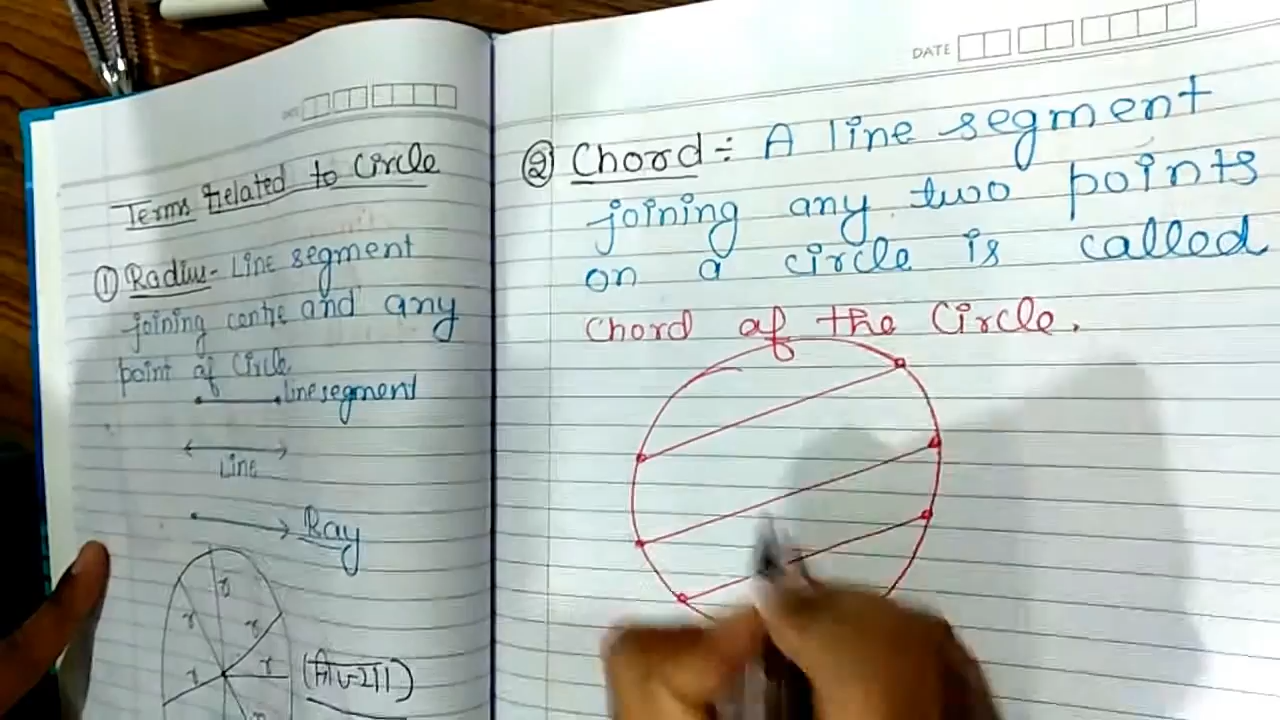 DATE
Terms Related to Circle
① Radius- Line segment
joining centre and any
point of Circle
line segment
Line
Ray
r
r
r
r
r
r
DATE
② Chord ÷ A line segment
joining any two points
on a circle is called
Chord of the Circle.